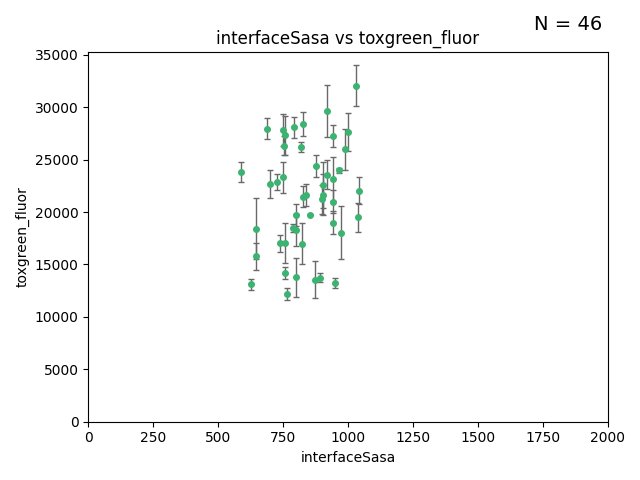 N = 46
interfaceSasa vs toxgreen_fluor
35000
30000
25000
20000
15000
10000
5000
0
toxgreen_fluor
0 250 500 750 1000 1250 1500 1750 2000
interfaceSasa